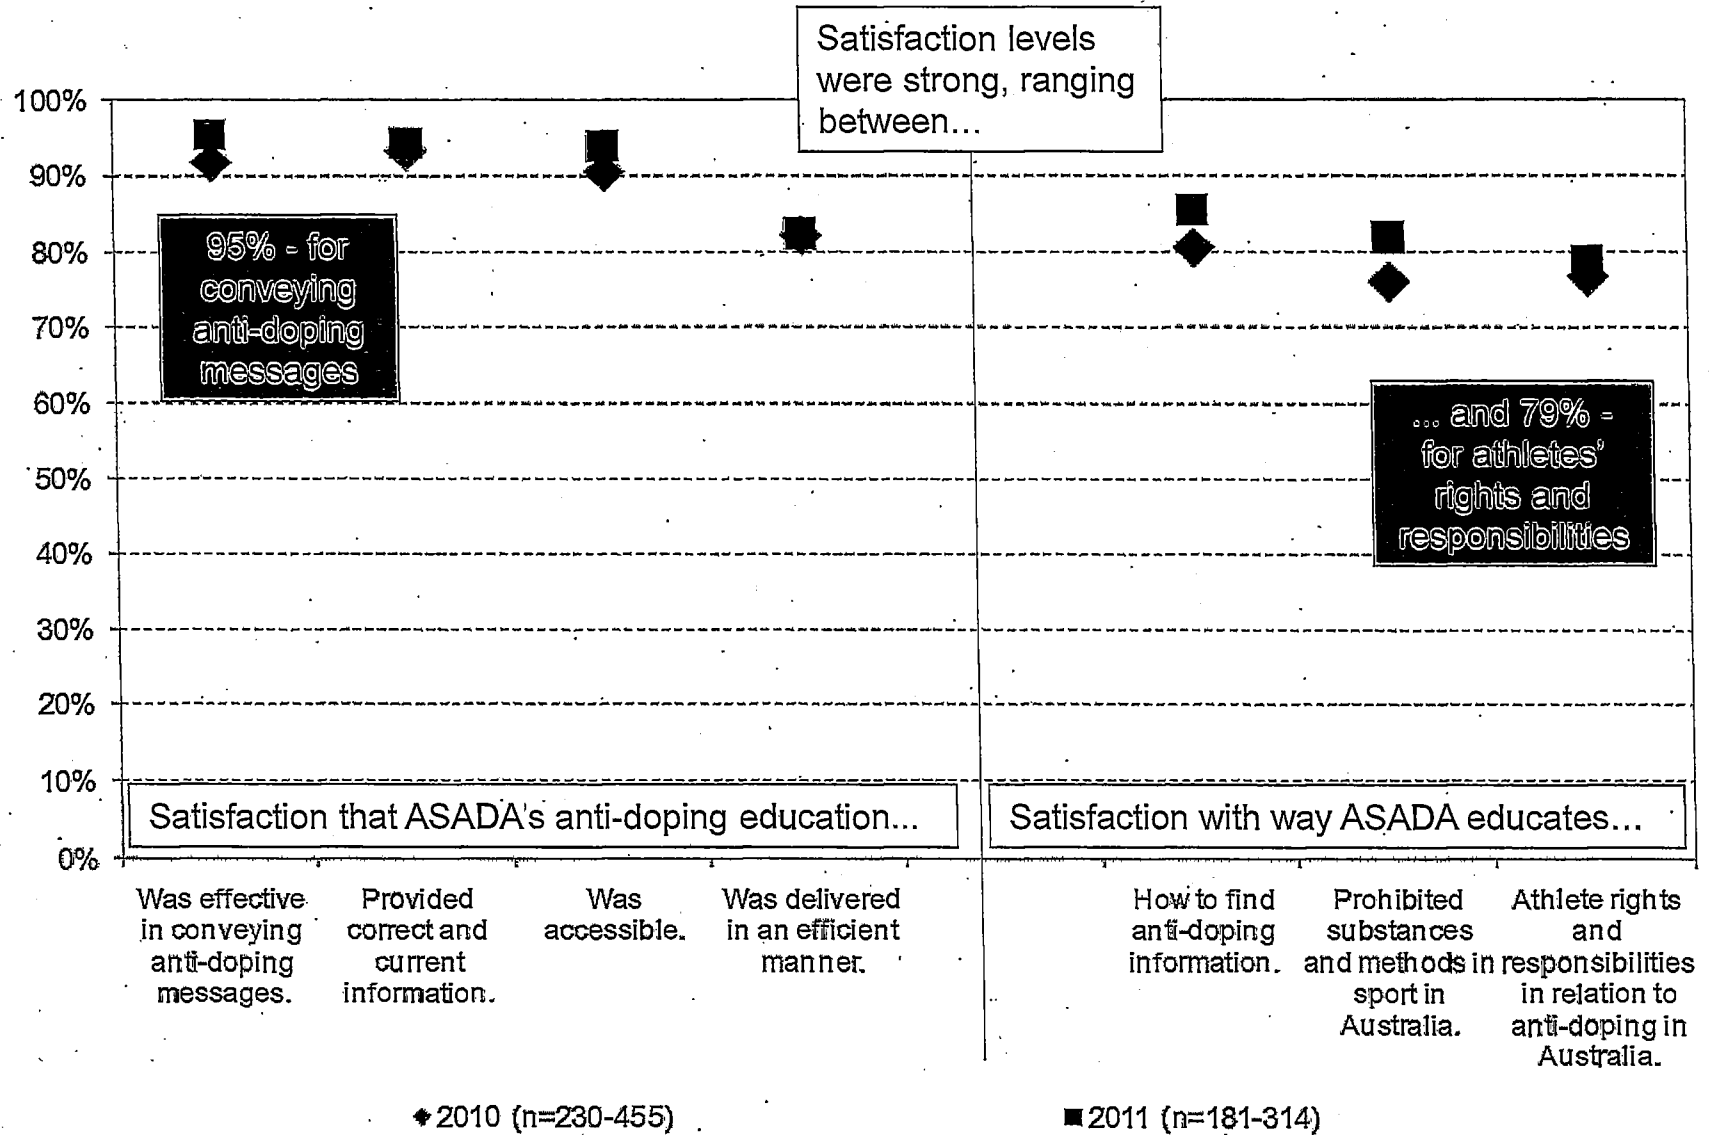 Satisfaction levels
were strong, ranging
between...
100%
90%
80%
70%
60%
50%
40%
30%
20%
10%
0%
95% - for
conveying
anti-doping
messages
... and 79% -
for athletes'
rights and
responsibilities
Satisfaction that ASADA's anti-doping education...
Satisfaction with way ASADA educates...
Was effective
in conveying
anti-doping
messages.
Provided
correct and
current
information.
Was
accessible.
Was delivered
in an efficient
manner.
How to find
anti-doping
information.
Prohibited
substances
and methods in
sport in
Australia.
Athlete rights
and
responsibilities
in relation to
anti-doping in
Australia.
2010 (n=230-455)
2011 (n=181-314)